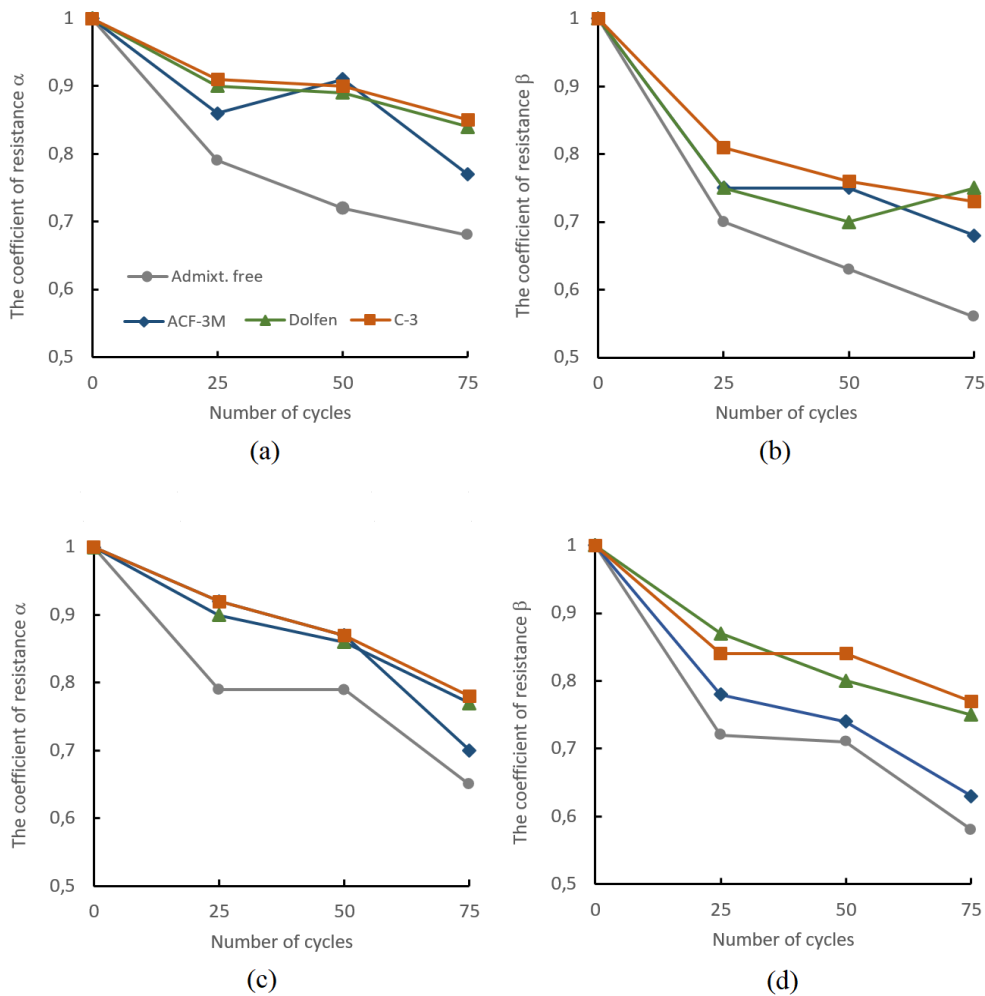 The coefficient of resistance α
1
0,9
0,8
0,7
0,6
0,5
Admixt. free
ACF-3M
Dolfen
C-3
0 25 50 75
Number of cycles
(a)
The coefficient of resistance β
1
0,9
0,8
0,7
0,6
0,5
0 25 50 75
Number of cycles
(b)
The coefficient of resistance α
1
0,9
0,8
0,7
0,6
0,5
0 25 50 75
Number of cycles
(c)
The coefficient of resistance β
1
0,9
0,8
0,7
0,6
0,5
0 25 50 75
Number of cycles
(d)